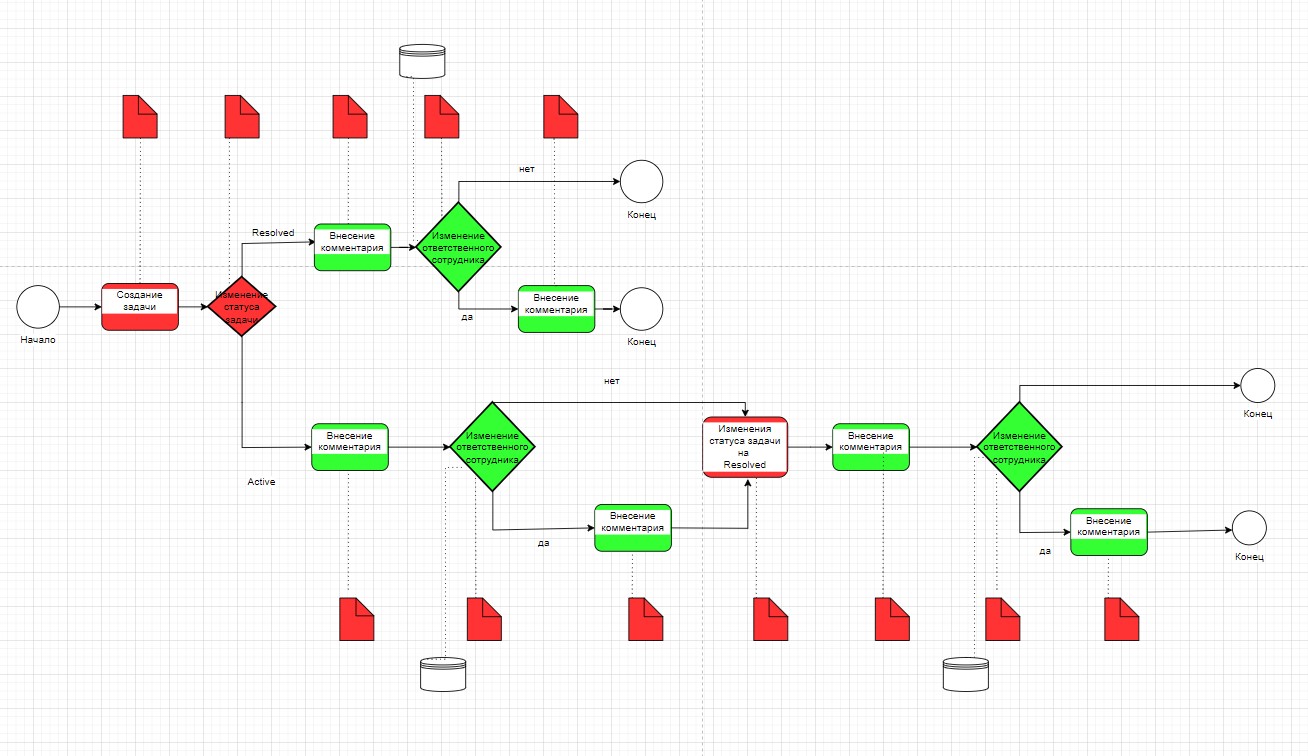 нет
Конец
Resolved
Внесение
комментария
Изменение
ответственного
сотрудника
Создание
задачи
Изменение
статуса
задачи
Внесение
комментария
да
Начало
Конец
нет
Конец
Внесение
комментария
Изменение
ответственного
сотрудника
Изменения
статуса задачи
на
Resolved
Внесение
комментария
Изменение
ответственного
сотрудника
Active
Внесение
комментария
да
Внесение
комментария
да
Конец